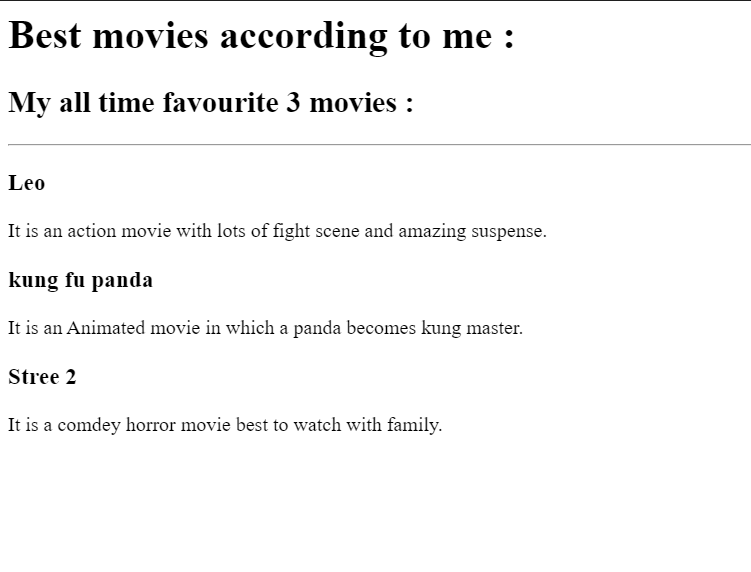 Best movies according to me :
My all time favourite 3 movies :
Leo
It is an action movie with lots of fight scene and amazing suspense.
kung fu panda
It is an Animated movie in which a panda becomes kung master.
Stree 2
It is a comdey horror movie best to watch with family.